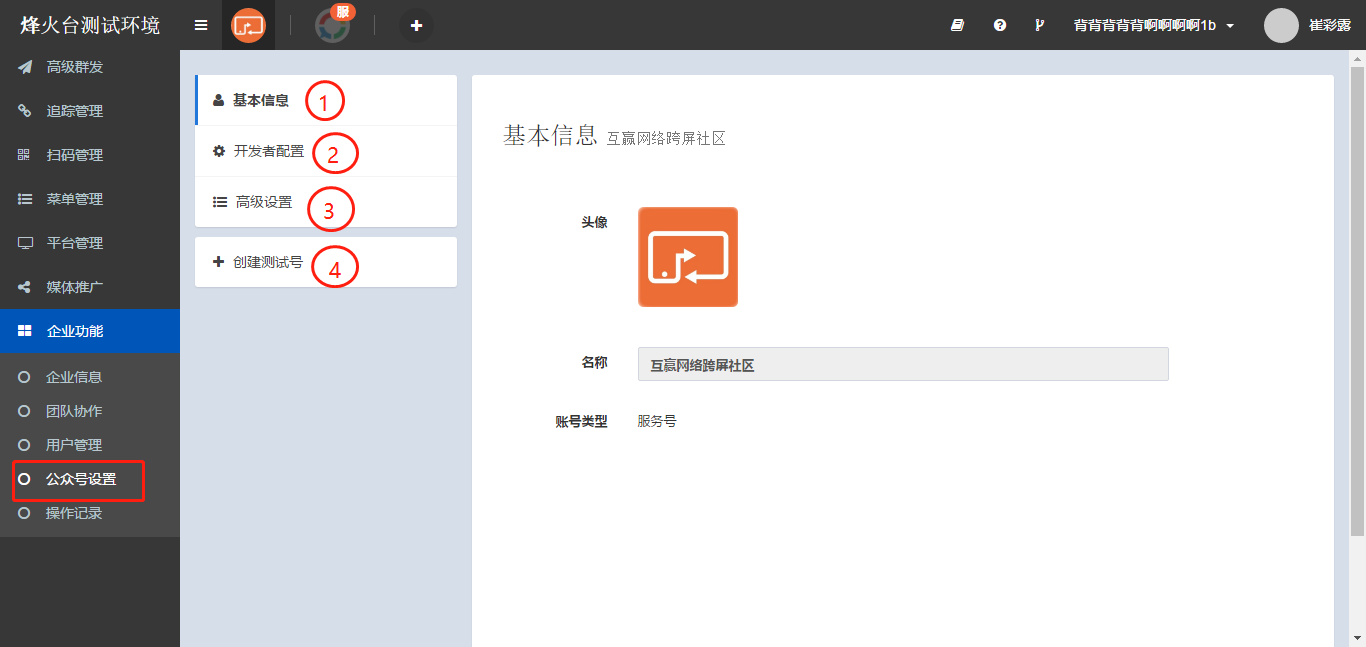 烽火台测试环境
服
背背背背背啊啊啊啊1b
崔彩露
高级群发
追踪管理
扫码管理
菜单管理
平台管理
媒体推广
企业功能
企业信息
团队协作
用户管理
公众号设置
操作记录
基本信息 1
开发者配置 2
高级设置 3
创建测试号 4
基本信息 互赢网络跨屏社区
头像
名称 互赢网络跨屏社区
账号类型 服务号